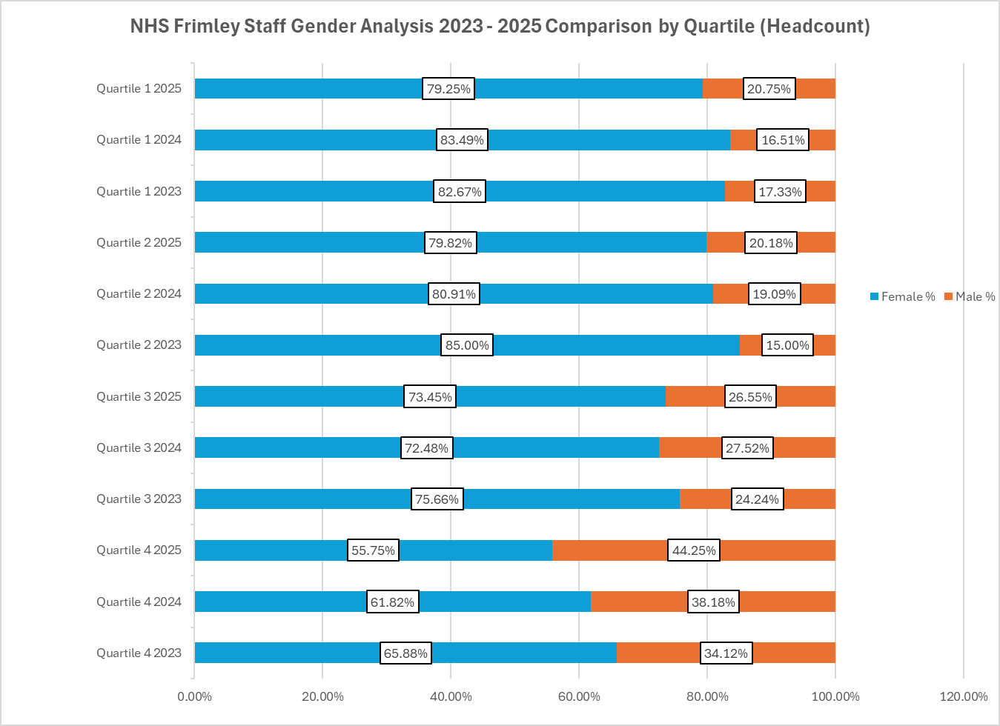 NHS Frimley Staff Gender Analysis 2023 - 2025 Comparison by Quartile (Headcount)
Quartile 1 2025 79.25% 20.75%
Quartile 1 2024 83.49% 16.51%
Quartile 1 2023 82.67% 17.33%
Quartile 2 2025 79.82% 20.18%
Quartile 2 2024 80.91% 19.09%
Female % Male %
Quartile 2 2023 85.00% 15.00%
Quartile 3 2025 73.45% 26.55%
Quartile 3 2024 72.48% 27.52%
Quartile 3 2023 75.66% 24.24%
Quartile 4 2025 55.75% 44.25%
Quartile 4 2024 61.82% 38.18%
Quartile 4 2023 65.88% 34.12%
0.00% 20.00% 40.00% 60.00% 80.00% 100.00% 120.00%